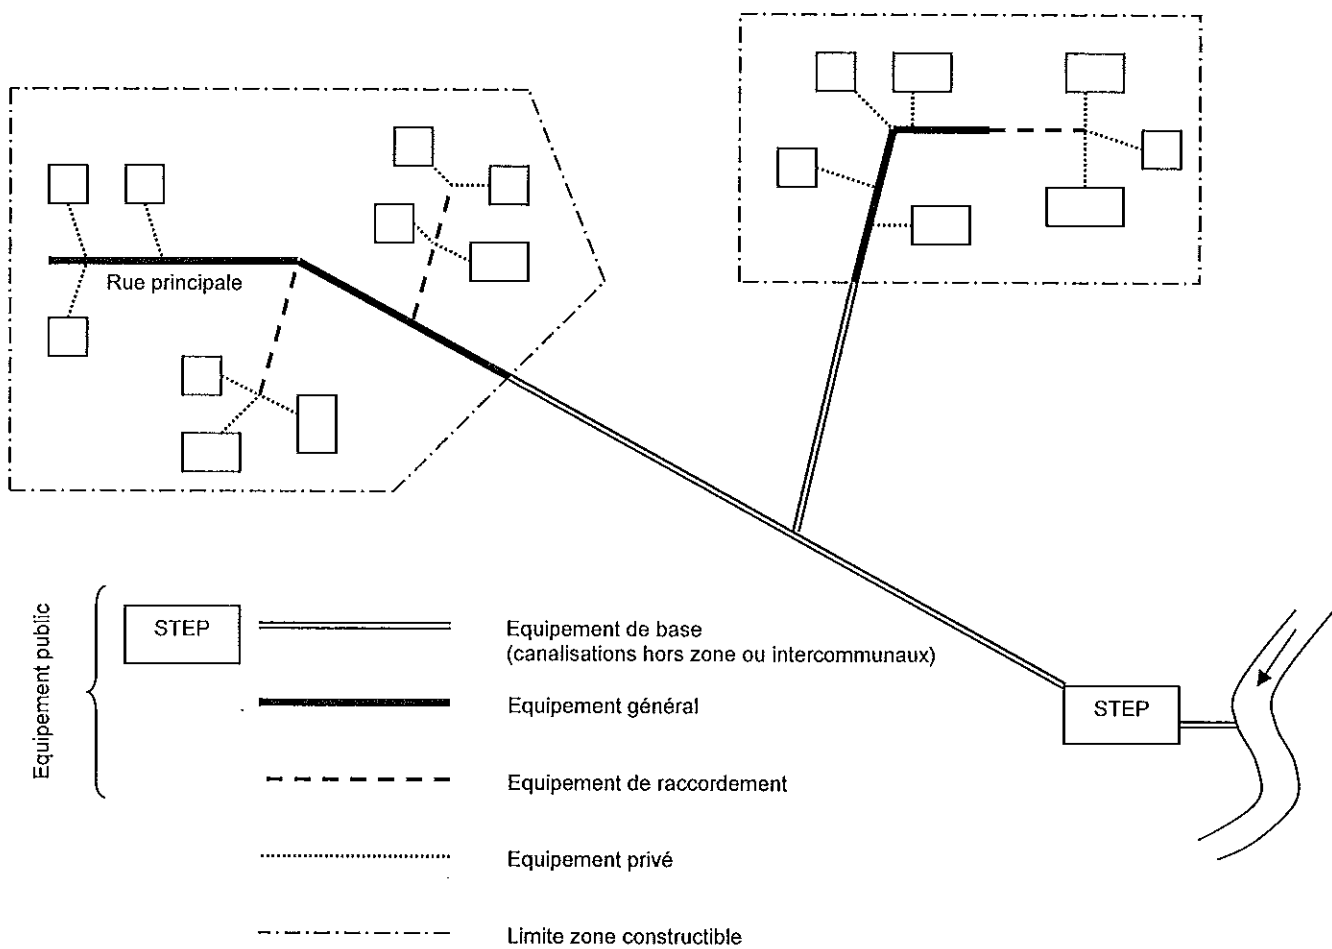 Rue principale
Equipement public
STEP
Equipement de base
(canalisations hors zone ou intercommunaux)
Equipement général
STEP
Equipement de raccordement
Equipement privé
Limite zone constructible